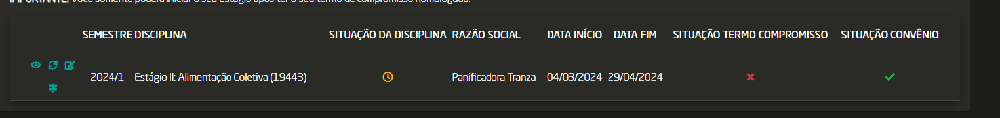 IMPORTANTE: Você somente poderá iniciar o seu estágio após ter o seu termo de compromisso homologado.
SEMESTRE DISCIPLINA SITUAÇÃO DA DISCIPLINA RAZÃO SOCIAL DATA INÍCIO DATA FIM SITUAÇÃO TERMO COMPROMISSO SITUAÇÃO CONVÊNIO
2024/1 Estágio II: Alimentação Coletiva (19443) Panificadora Tranza 04/03/2024 29/04/2024